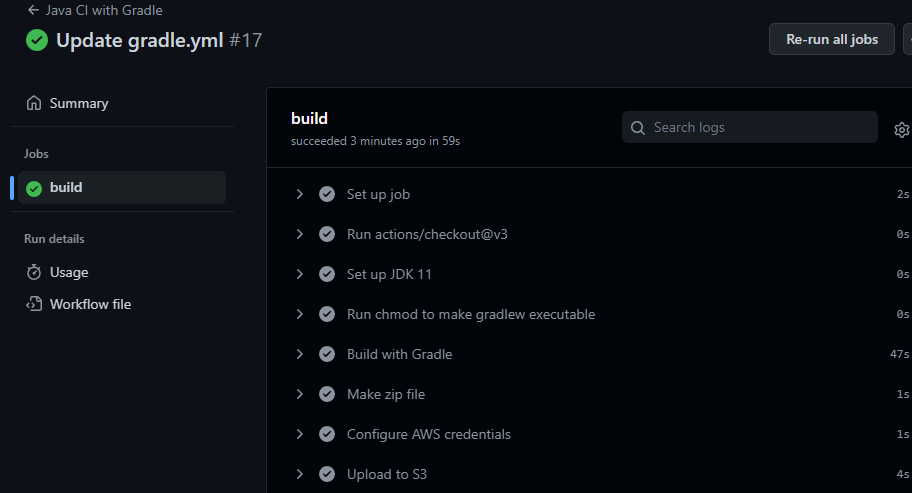 Java CI with Gradle
Update gradle.yml #17
Re-run all jobs
Summary
Jobs
build
Run details
Usage
Workflow file
build
succeeded 3 minutes ago in 59s
Search logs
Set up job 2s
Run actions/checkout@v3 0s
Set up JDK 11 0s
Run chmod to make gradlew executable 0s
Build with Gradle 47s
Make zip file 1s
Configure AWS credentials 1s
Upload to S3 4s